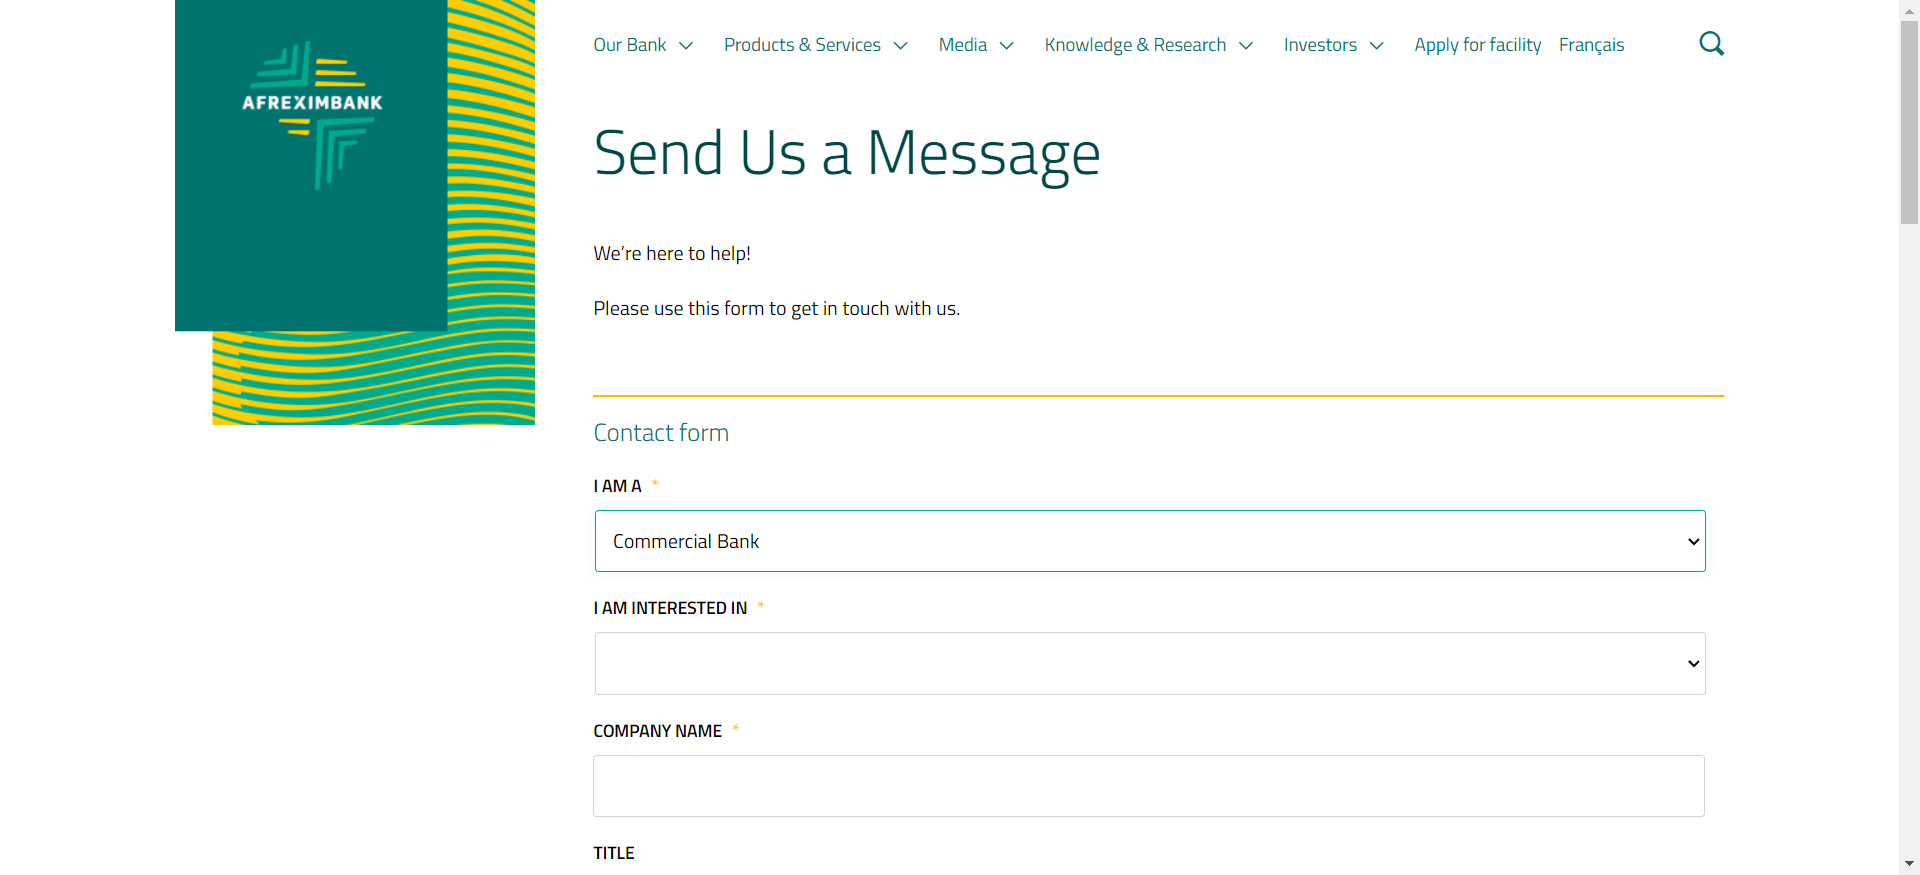 AFREXIMBANK
Our Bank Products & Services Media Knowledge & Research Investors Apply for facility Français
Send Us a Message
We’re here to help!
Please use this form to get in touch with us.
Contact form
I AM A *
Commercial Bank
I AM INTERESTED IN *
COMPANY NAME *
TITLE